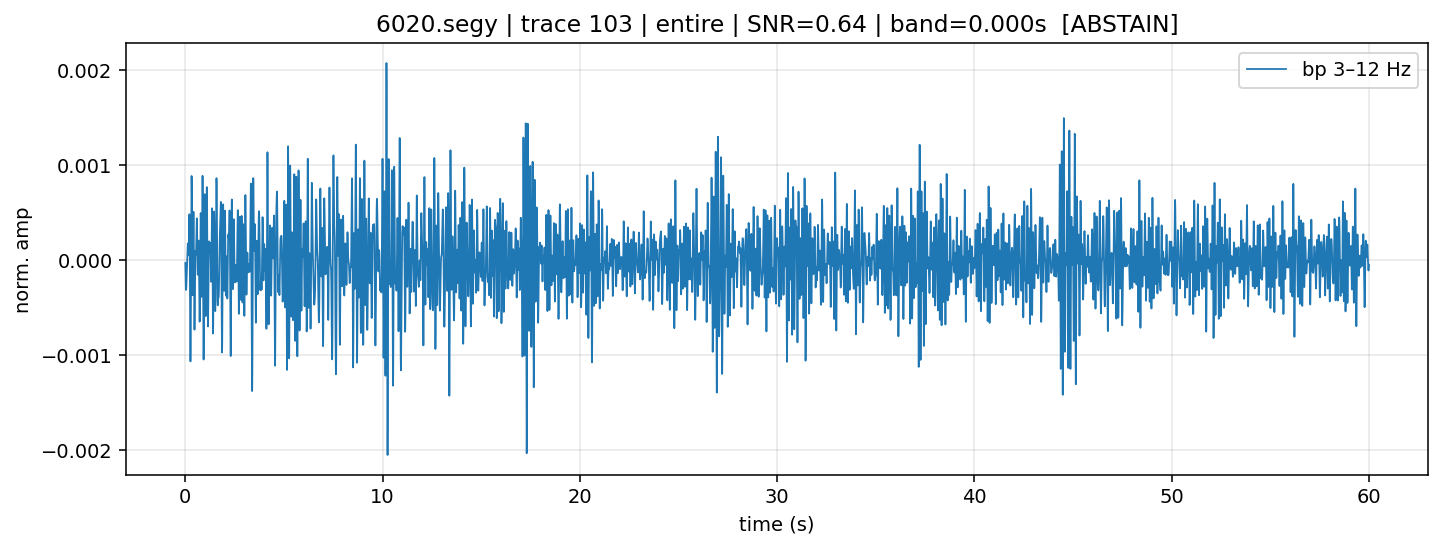 6020.segy | trace 103 | entire | SNR=0.64 | band=0.000s  [ABSTAIN]
bp 3–12 Hz
norm. amp
0.002
0.001
0.000
−0.001
−0.002
0 10 20 30 40 50 60
time (s)